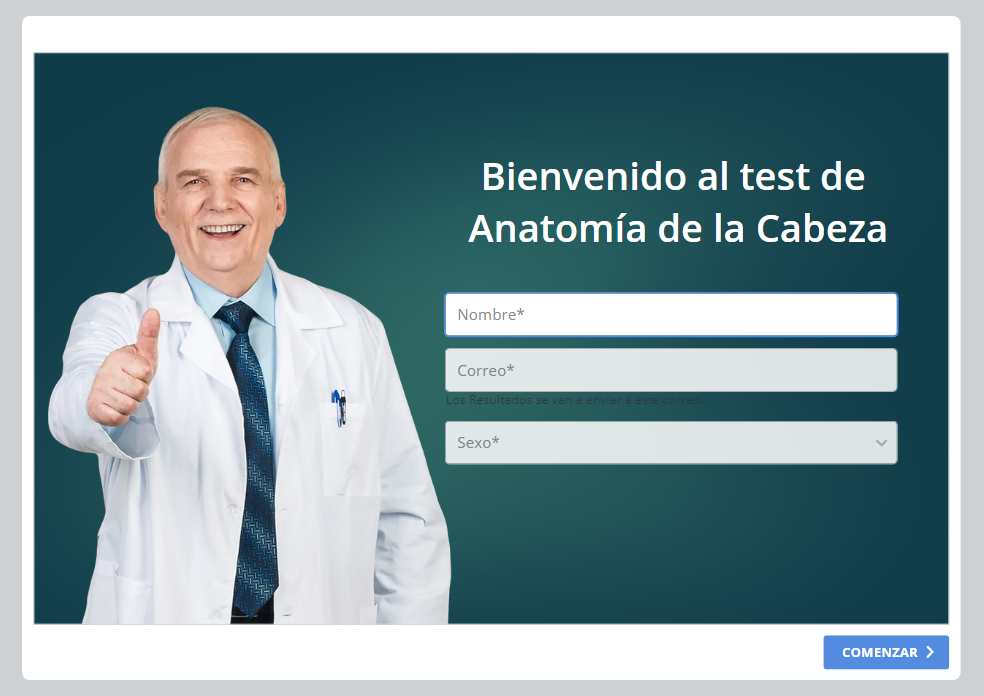 Bienvenido al test de
Anatomía de la Cabeza
Nombre*
Correo*
Los Resultados se van a enviar a este correo.
Sexo*
COMENZAR